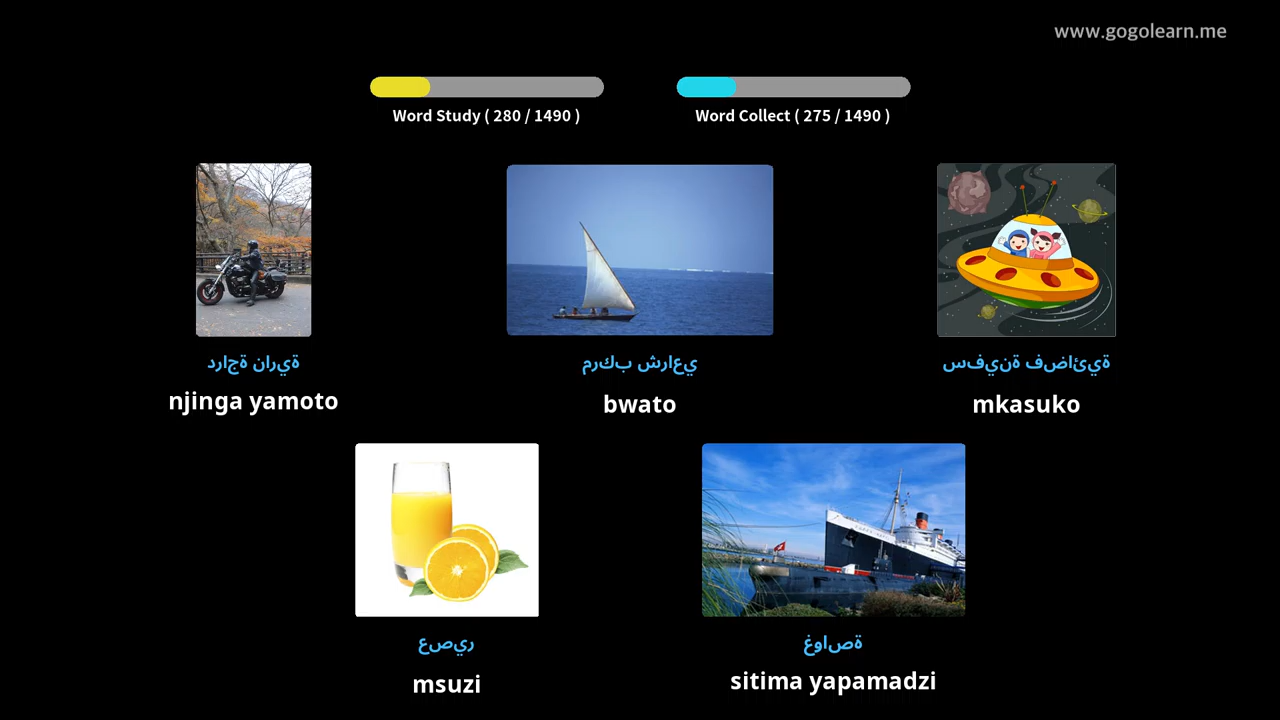 www.gogolearn.me
Word Study ( 280 / 1490 )
Word Collect ( 275 / 1490 )
دراجة نارية
مركب شراعي
سفينة فضائية
njinga yamoto
bwato
mkasuko
عصير
غواصة
msuzi
sitima yapamadzi